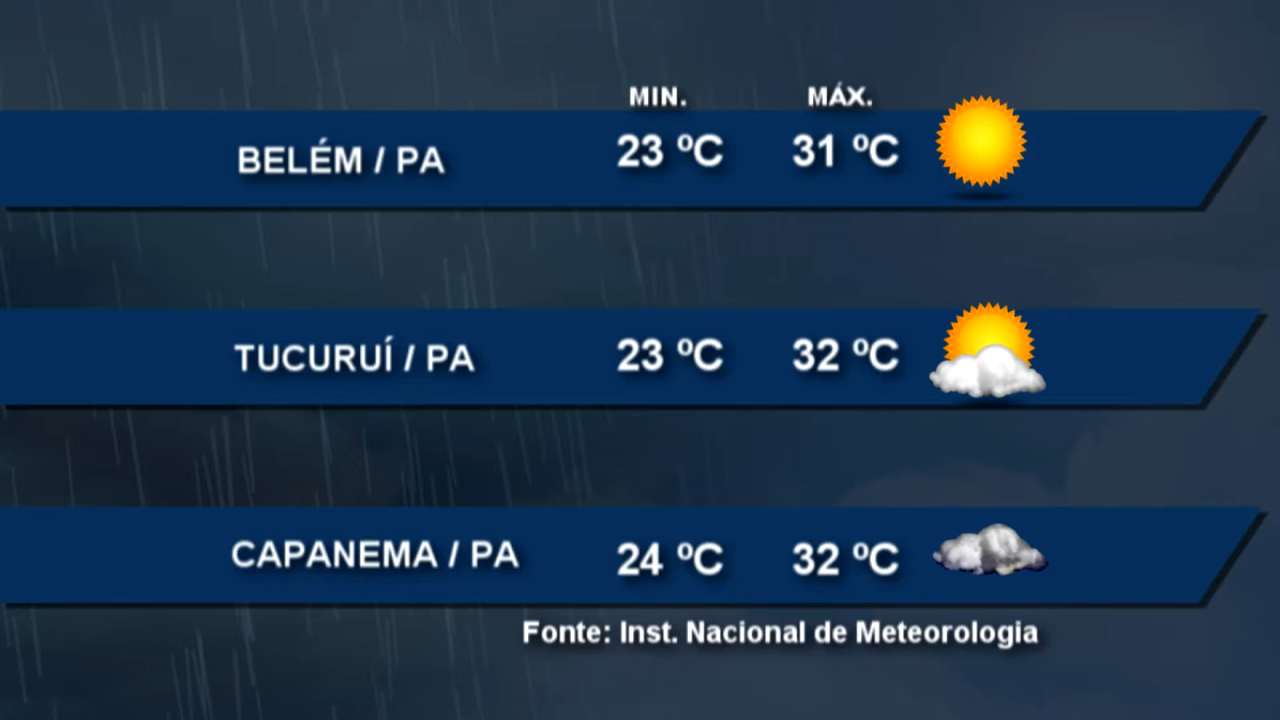 MIN. MÁX.
BELÉM / PA 23 ºC 31 ºC
TUCURUÍ / PA 23 ºC 32 ºC
CAPANEMA / PA 24 ºC 32 ºC
Fonte: Inst. Nacional de Meteorologia